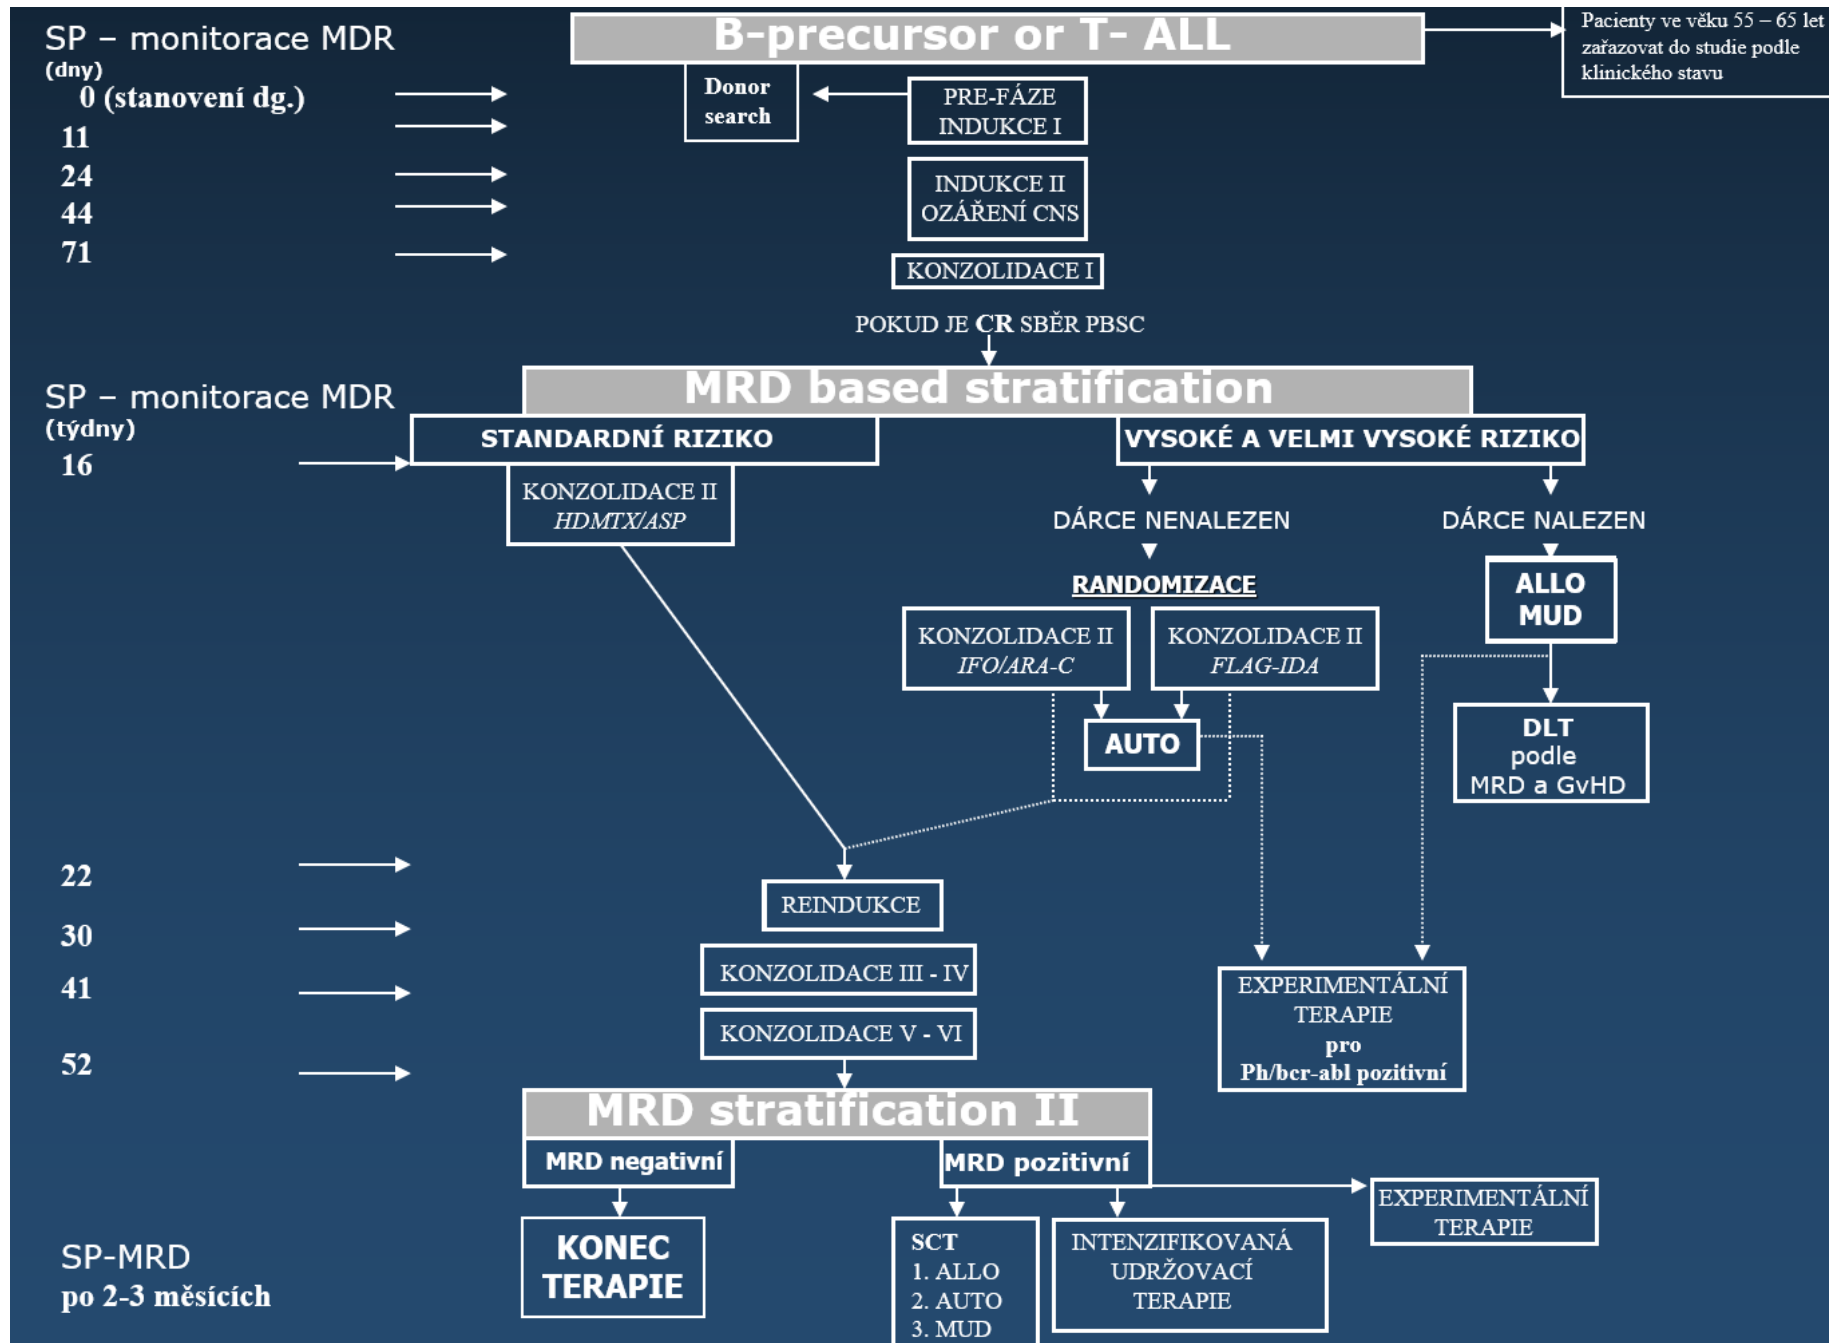 SP – monitorace MDR
(dny)
0 (stanovení dg.)
11
24
44
71
B-precursor or T- ALL
Pacienty ve věku 55 – 65 let
zařazovat do studie podle
klinického stavu
Donor
search
PRE-FÁZE
INDUKCE I
INDUKCE II
OZÁŘENÍ CNS
KONZOLIDACE I
POKUD JE CR SBĚR PBSC
MRD based stratification
SP – monitorace MDR
(týdny)
16
STANDARDNÍ RIZIKO
VYSOKÉ A VELMI VYSOKÉ RIZIKO
KONZOLIDACE II
HDMTX/ASP
DÁRCE NENALEZEN
DÁRCE NALEZEN
RANDOMIZACE
ALLO
MUD
KONZOLIDACE II
IFO/ARA-C
KONZOLIDACE II
FLAG-IDA
AUTO
DLT
podle
MRD a GvHD
22
30
41
52
REINDUKCE
KONZOLIDACE III - IV
KONZOLIDACE V - VI
EXPERIMENTÁLNÍ
TERAPIE
pro
Ph/bcr-abl pozitivní
MRD stratification II
MRD negativní
MRD pozitivní
EXPERIMENTÁLNÍ
TERAPIE
KONEC
TERAPIE
SCT
1. ALLO
2. AUTO
3. MUD
INTENZIFIKOVANÁ
UDRŽOVACÍ
TERAPIE
SP-MRD
po 2-3 měsících